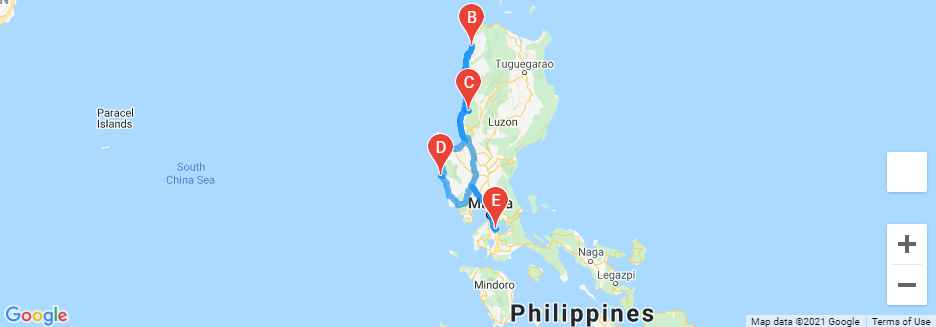 B
Tuguegarao
C
Paracel
Islands
Luzon
D
South
China Sea
E
Naga
Legazpi
Mindoro
Philippines
Google
Map data ©2021 Google
Terms of Use